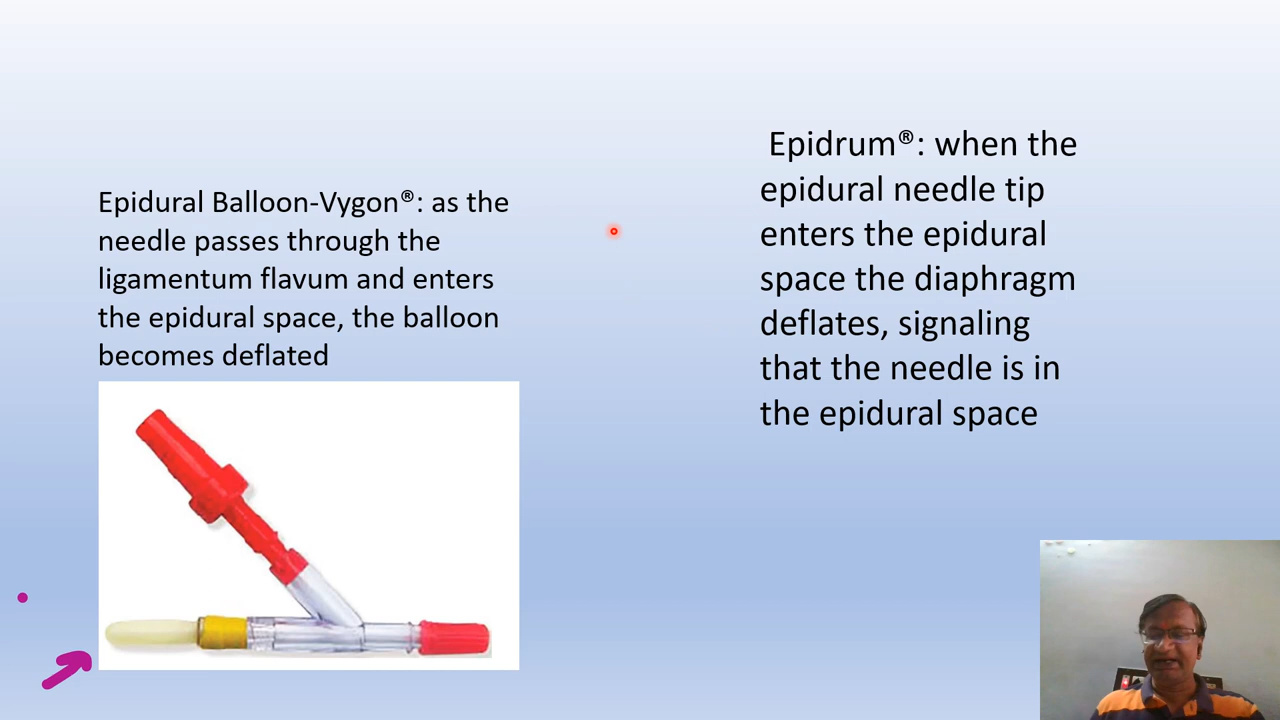 Epidural Balloon-Vygon®: as the
needle passes through the
ligamentum flavum and enters
the epidural space, the balloon
becomes deflated
Epidrum®: when the
epidural needle tip
enters the epidural
space the diaphragm
deflates, signaling
that the needle is in
the epidural space